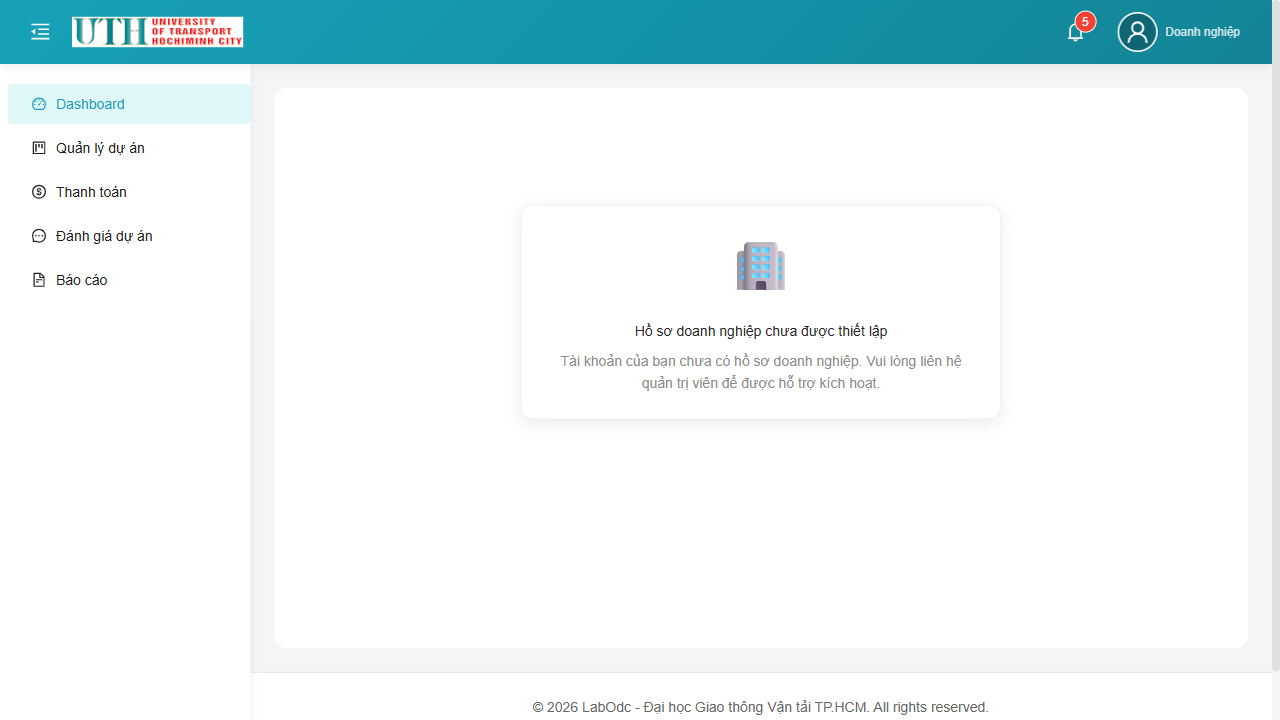 UTH UNIVERSITY
OF TRANSPORT
HOCHIMINH CITY
5
Doanh nghiệp
Dashboard
Quản lý dự án
Thanh toán
Đánh giá dự án
Báo cáo
Hồ sơ doanh nghiệp chưa được thiết lập
Tài khoản của bạn chưa có hồ sơ doanh nghiệp. Vui lòng liên hệ
quản trị viên để được hỗ trợ kích hoạt.
© 2026 LabOdc - Đại học Giao thông Vận tải TP.HCM. All rights reserved.